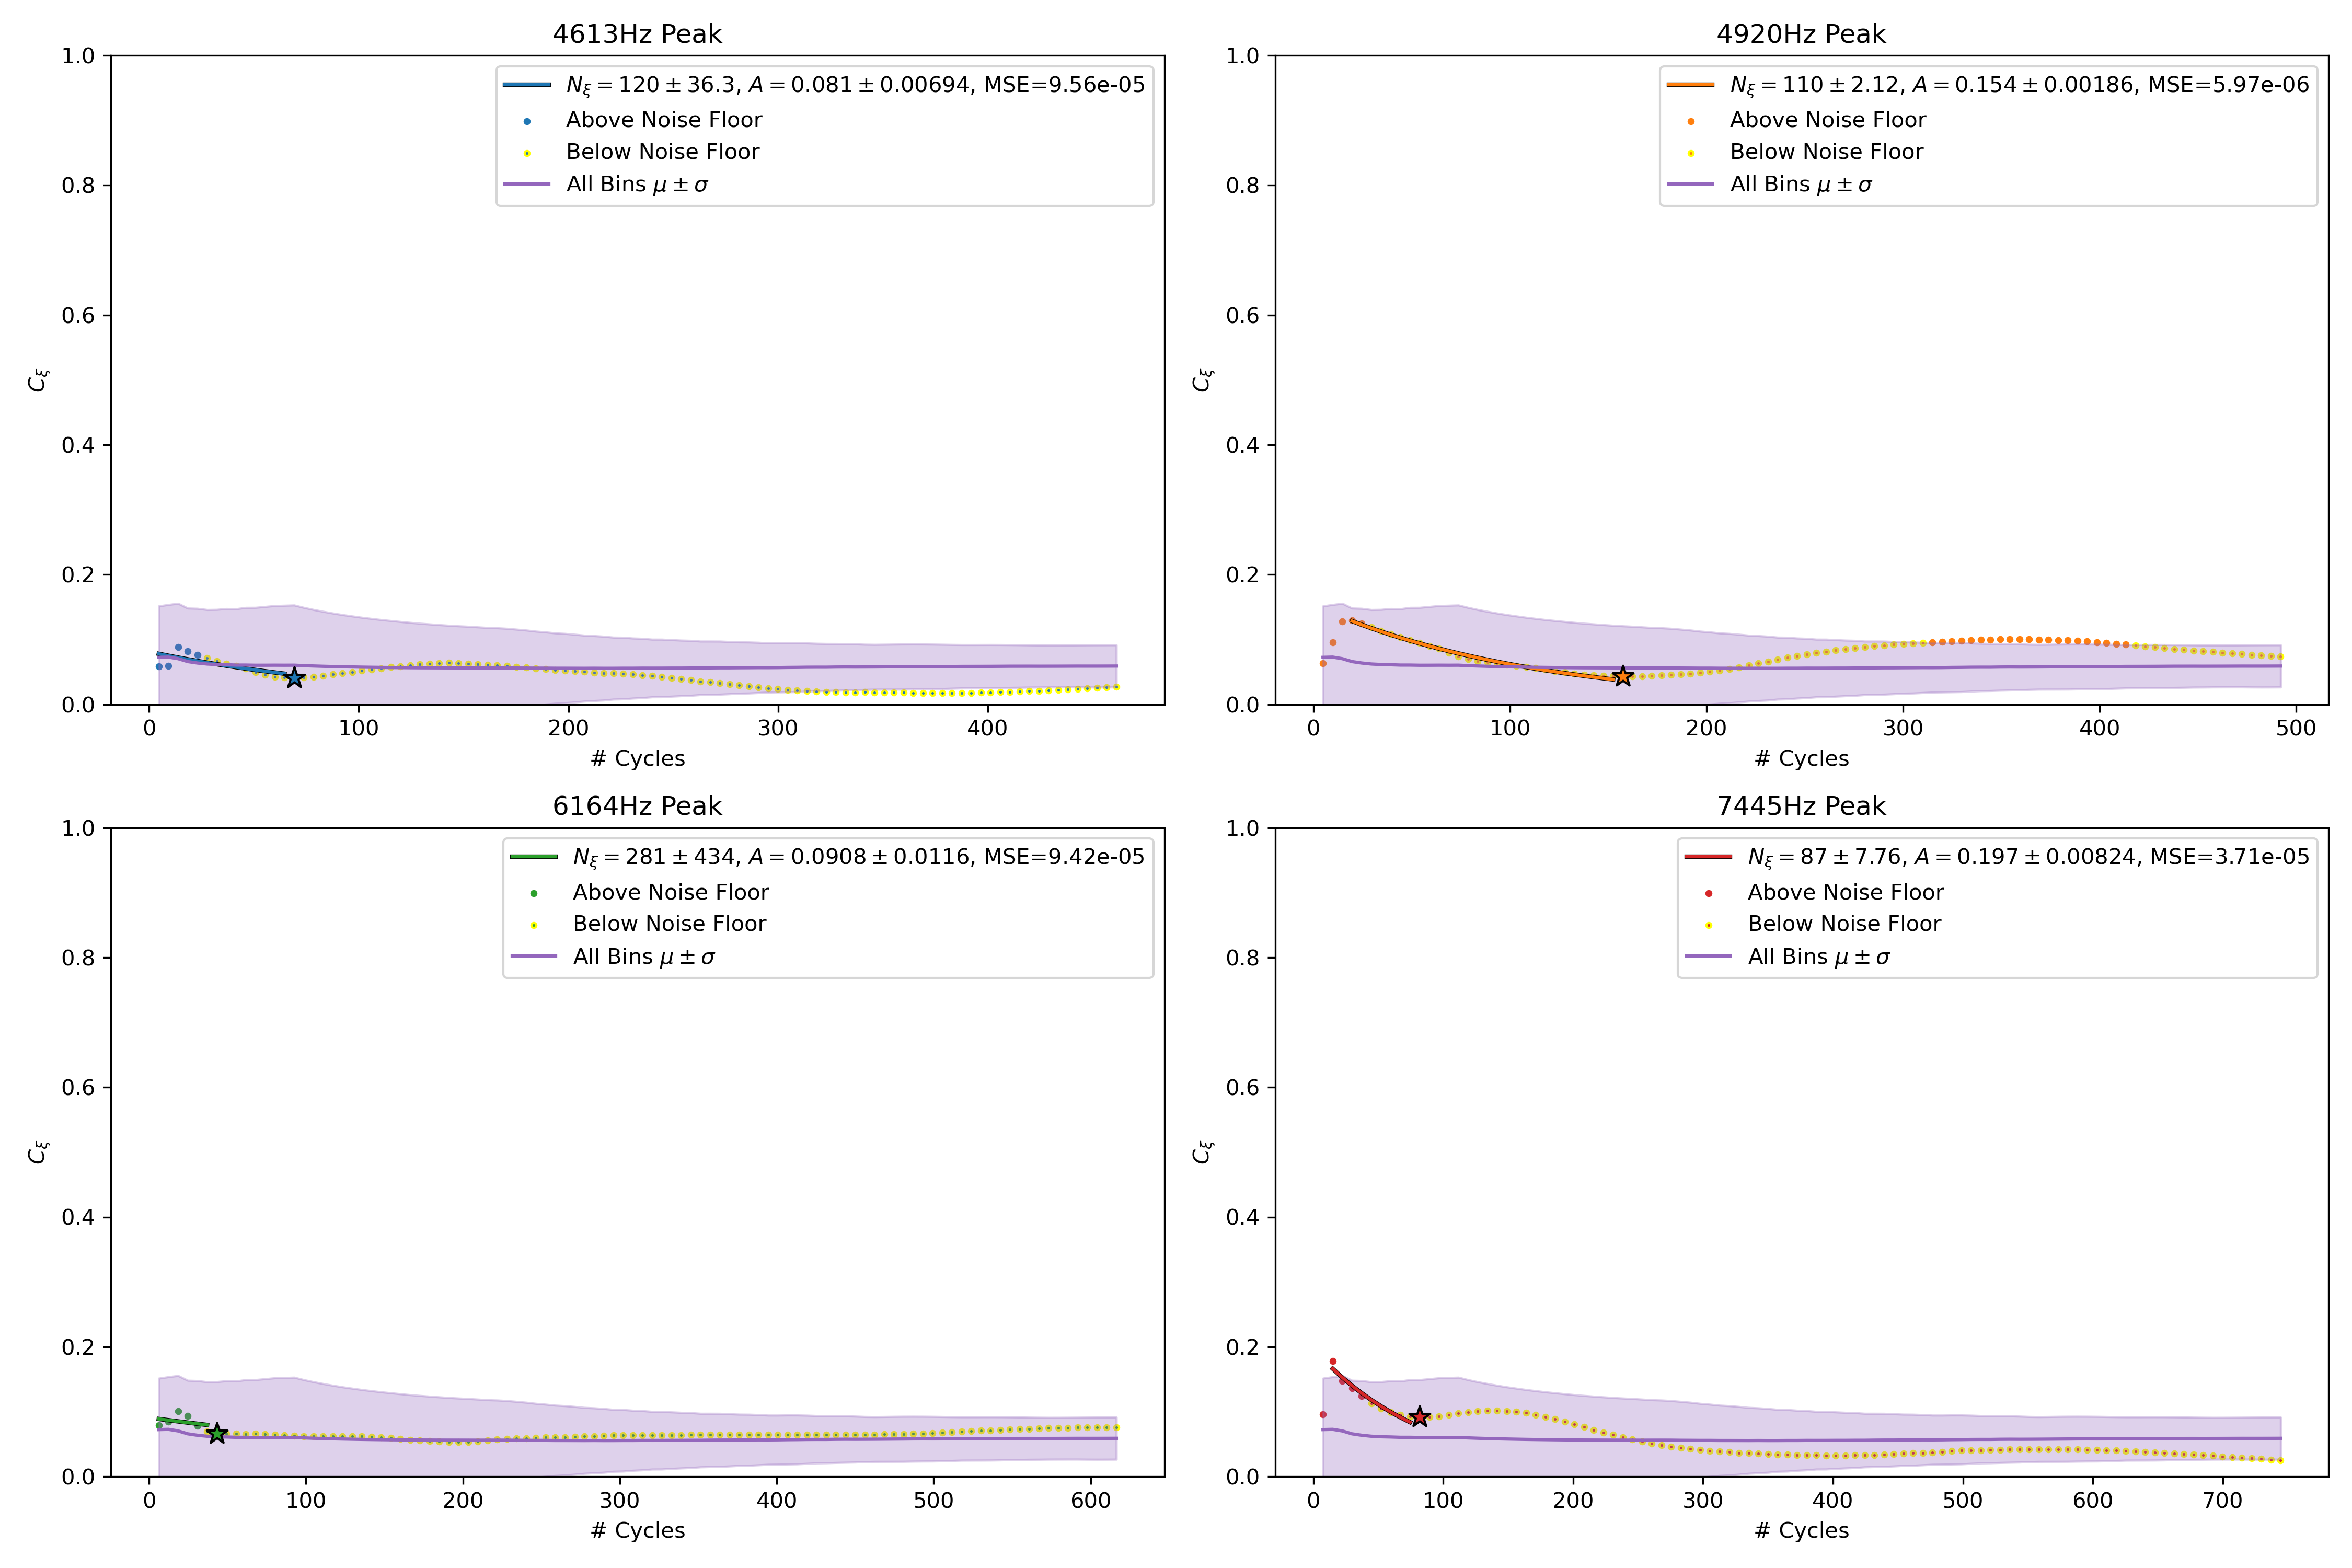 4613Hz Peak
1.0
0.8
0.6
0.4
0.2
0.0
C_ξ
N_ξ = 120 ± 36.3, A = 0.081 ± 0.00694, MSE=9.56e-05
Above Noise Floor
Below Noise Floor
All Bins μ ± σ
0 100 200 300 400
# Cycles
4920Hz Peak
1.0
0.8
0.6
0.4
0.2
0.0
C_ξ
N_ξ = 110 ± 2.12, A = 0.154 ± 0.00186, MSE=5.97e-06
Above Noise Floor
Below Noise Floor
All Bins μ ± σ
0 100 200 300 400 500
# Cycles
6164Hz Peak
1.0
0.8
0.6
0.4
0.2
0.0
C_ξ
N_ξ = 281 ± 434, A = 0.0908 ± 0.0116, MSE=9.42e-05
Above Noise Floor
Below Noise Floor
All Bins μ ± σ
0 100 200 300 400 500 600
# Cycles
7445Hz Peak
1.0
0.8
0.6
0.4
0.2
0.0
C_ξ
N_ξ = 87 ± 7.76, A = 0.197 ± 0.00824, MSE=3.71e-05
Above Noise Floor
Below Noise Floor
All Bins μ ± σ
0 100 200 300 400 500 600 700
# Cycles